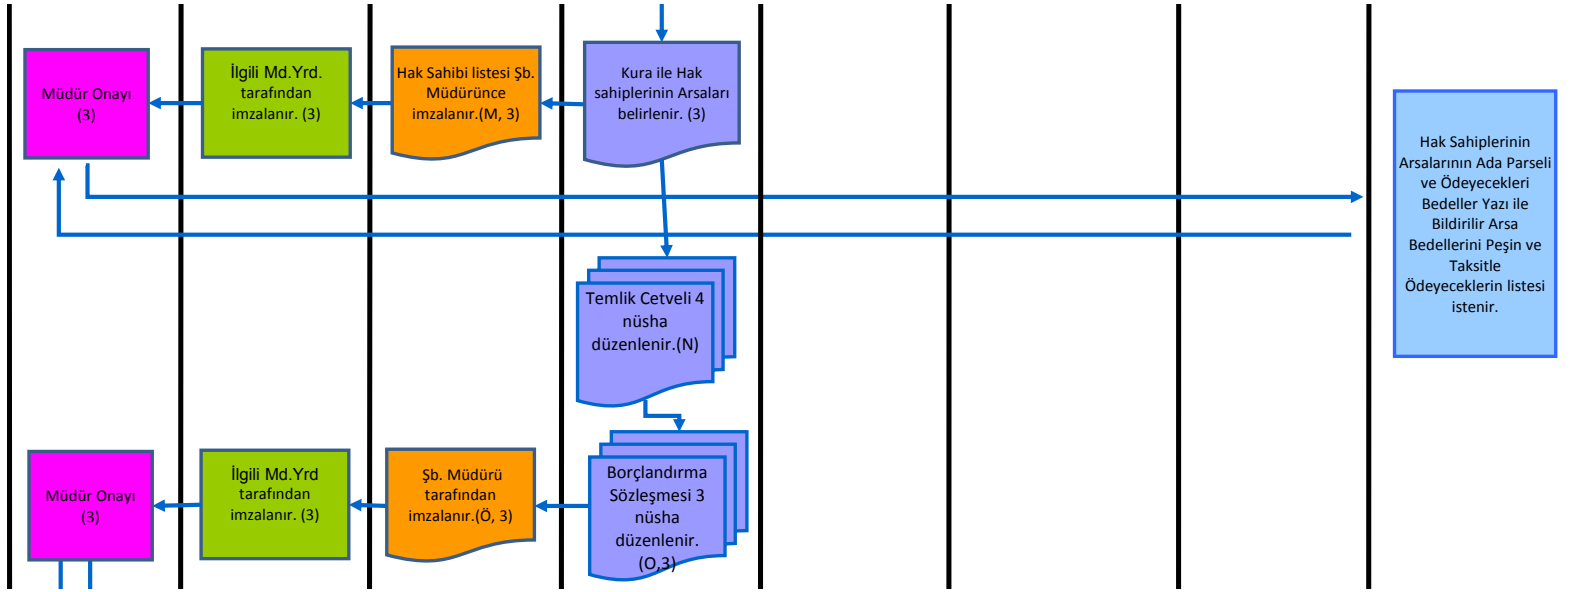 Müdür Onayı
(3)
İlgili Md.Yrd.
tarafından
imzalanır. (3)
Hak Sahibi listesi Şb.
Müdürünce
imzalanır.(M, 3)
Kura ile Hak
sahiplerinin Arsaları
belirlenir. (3)
Hak Sahiplerinin
Arsalarının Ada Parseli
ve Ödeyecekleri
Bedeller Yazı ile
Bildirilir Arsa
Bedellerini Peşin ve
Taksitle
Ödeyeceklerin listesi
istenir.
Temlik Cetveli 4
nüsha
düzenlenir.(N)
Müdür Onayı
(3)
İlgili Md.Yrd
tarafından
imzalanır. (3)
Şb. Müdürü
tarafından
imzalanır.(Ö, 3)
Borçlandırma
Sözleşmesi 3
nüsha
düzenlenir.
(O,3)